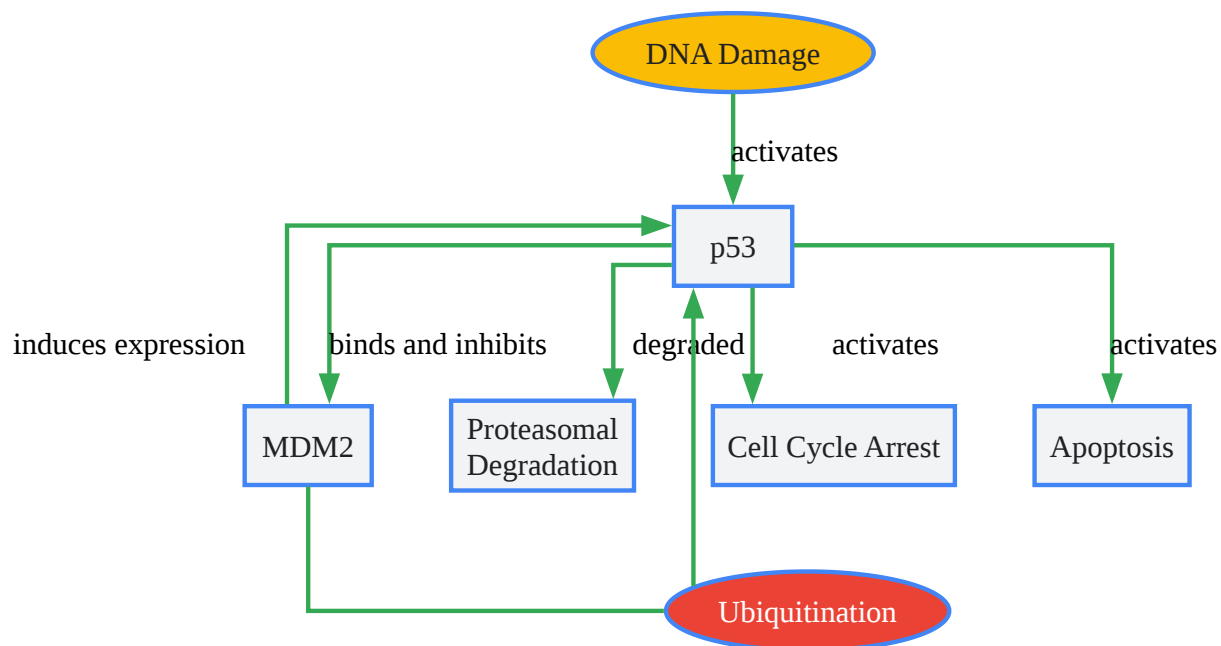 DNA Damage
activates
p53
induces expression
binds and inhibits
degraded
activates
activates
MDM2
Proteasomal
Degradation
Cell Cycle Arrest
Apoptosis
Ubiquitination